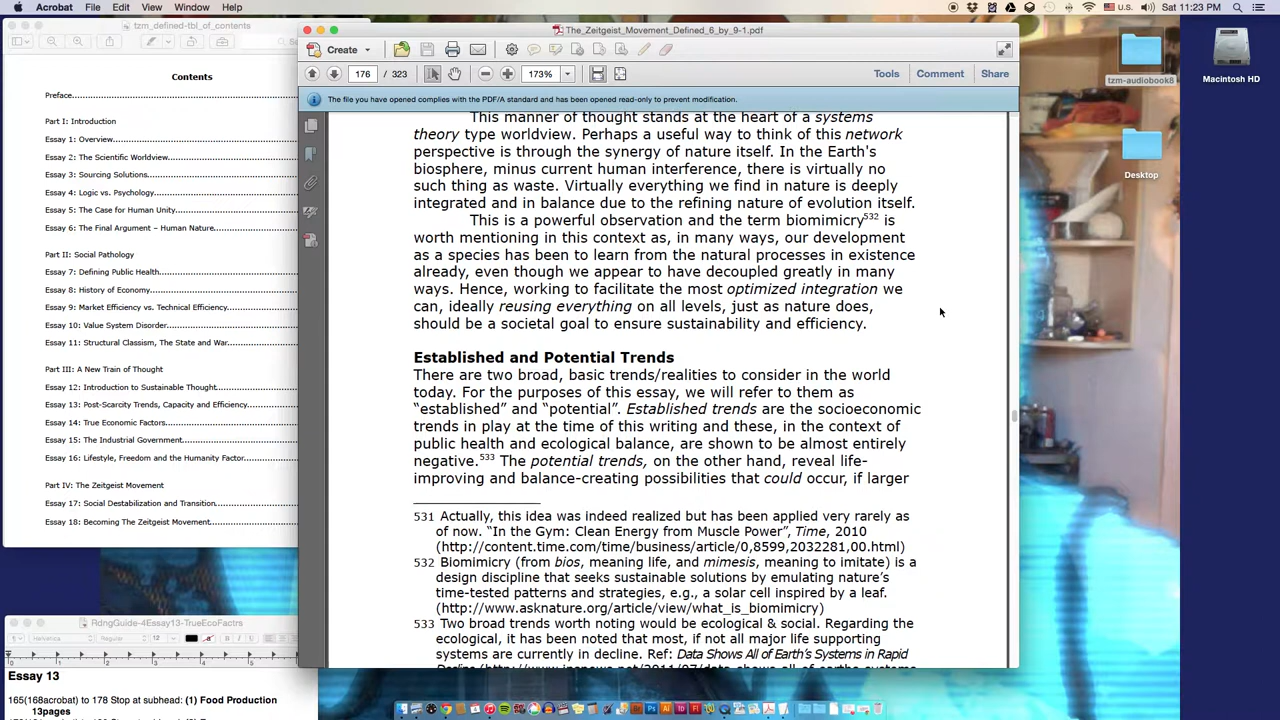 Acrobat File Edit View Window Help
U.S. Sat 11:23 PM
tzm_defined-tbl_of_contents
Contents
Preface
Part I: Introduction
Essay 1: Overview
Essay 2: The Scientific Worldview
Essay 3: Sourcing Solutions
Essay 4: Logic vs. Psychology
Essay 5: The Case for Human Unity
Essay 6: The Final Argument – Human Nature
Part II: Social Pathology
Essay 7: Defining Public Health
Essay 8: History of Economy
Essay 9: Market Efficiency vs. Technical Efficiency
Essay 10: Value System Disorder
Essay 11: Structural Classism, The State and War
Part III: A New Train of Thought
Essay 12: Introduction to Sustainable Thought
Essay 13: Post-Scarcity Trends, Capacity and Efficiency
Essay 14: True Economic Factors
Essay 15: The Industrial Government
Essay 16: Lifestyle, Freedom and the Humanity Factor
Part IV: The Zeitgeist Movement
Essay 17: Social Destabilization and Transition
Essay 18: Becoming The Zeitgeist Movement
RdngGuide-4Essay13-TrueEcoFactrs
Helvetica Regular 12
0 1 2 3 4 5
Essay 13
165(168acrobat) to 178 Stop at subhead: (1) Food Production
13pages
The_Zeitgeist_Movement_Defined_6_by_9-1.pdf
Create
176 / 323 173% Tools Comment Share
The file you have opened complies with the PDF/A standard and has been opened read-only to prevent modification.
This manner of thought stands at the heart of a systems
theory type worldview. Perhaps a useful way to think of this network
perspective is through the synergy of nature itself. In the Earth's
biosphere, minus current human interference, there is virtually no
such thing as waste. Virtually everything we find in nature is deeply
integrated and in balance due to the refining nature of evolution itself.
This is a powerful observation and the term biomimicry532 is
worth mentioning in this context as, in many ways, our development
as a species has been to learn from the natural processes in existence
already, even though we appear to have decoupled greatly in many
ways. Hence, working to facilitate the most optimized integration we
can, ideally reusing everything on all levels, just as nature does,
should be a societal goal to ensure sustainability and efficiency.
Established and Potential Trends
There are two broad, basic trends/realities to consider in the world
today. For the purposes of this essay, we will refer to them as
“established” and “potential”. Established trends are the socioeconomic
trends in play at the time of this writing and these, in the context of
public health and ecological balance, are shown to be almost entirely
negative.533 The potential trends, on the other hand, reveal life-
improving and balance-creating possibilities that could occur, if larger
531 Actually, this idea was indeed realized but has been applied very rarely as
of now. “In the Gym: Clean Energy from Muscle Power”, Time, 2010
(http://content.time.com/time/business/article/0,8599,2032281,00.html)
532 Biomimicry (from bios, meaning life, and mimesis, meaning to imitate) is a
design discipline that seeks sustainable solutions by emulating nature’s
time-tested patterns and strategies, e.g., a solar cell inspired by a leaf.
(http://www.asknature.org/article/view/what_is_biomimicry)
533 Two broad trends worth noting would be ecological & social. Regarding the
ecological, it has been noted that most, if not all major life supporting
systems are currently in decline. Ref: Data Shows All of Earth's Systems in Rapid
tzm-audiobook8
Macintosh HD
Desktop